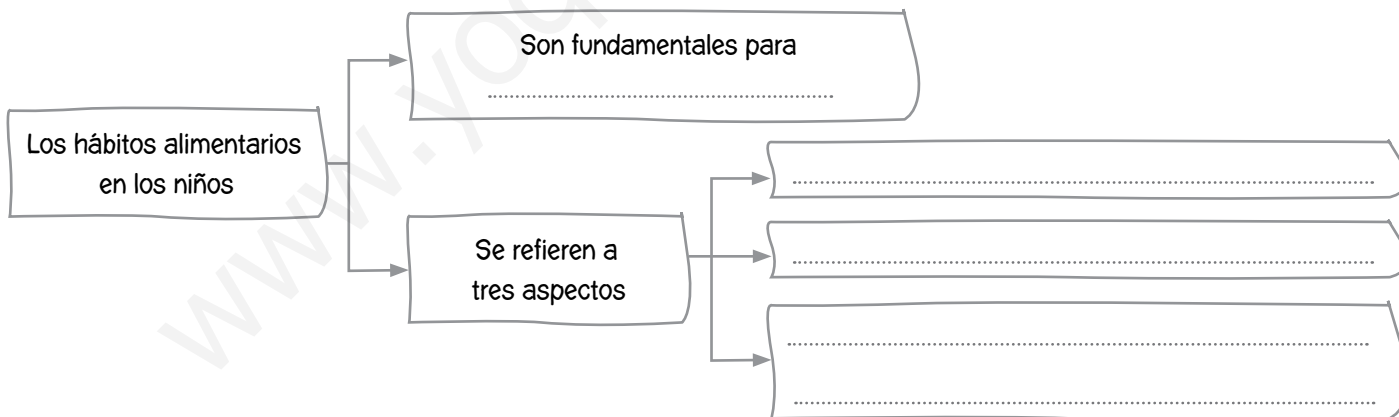 Son fundamentales para
Los hábitos alimentarios
en los niños
Se refieren a
tres aspectos